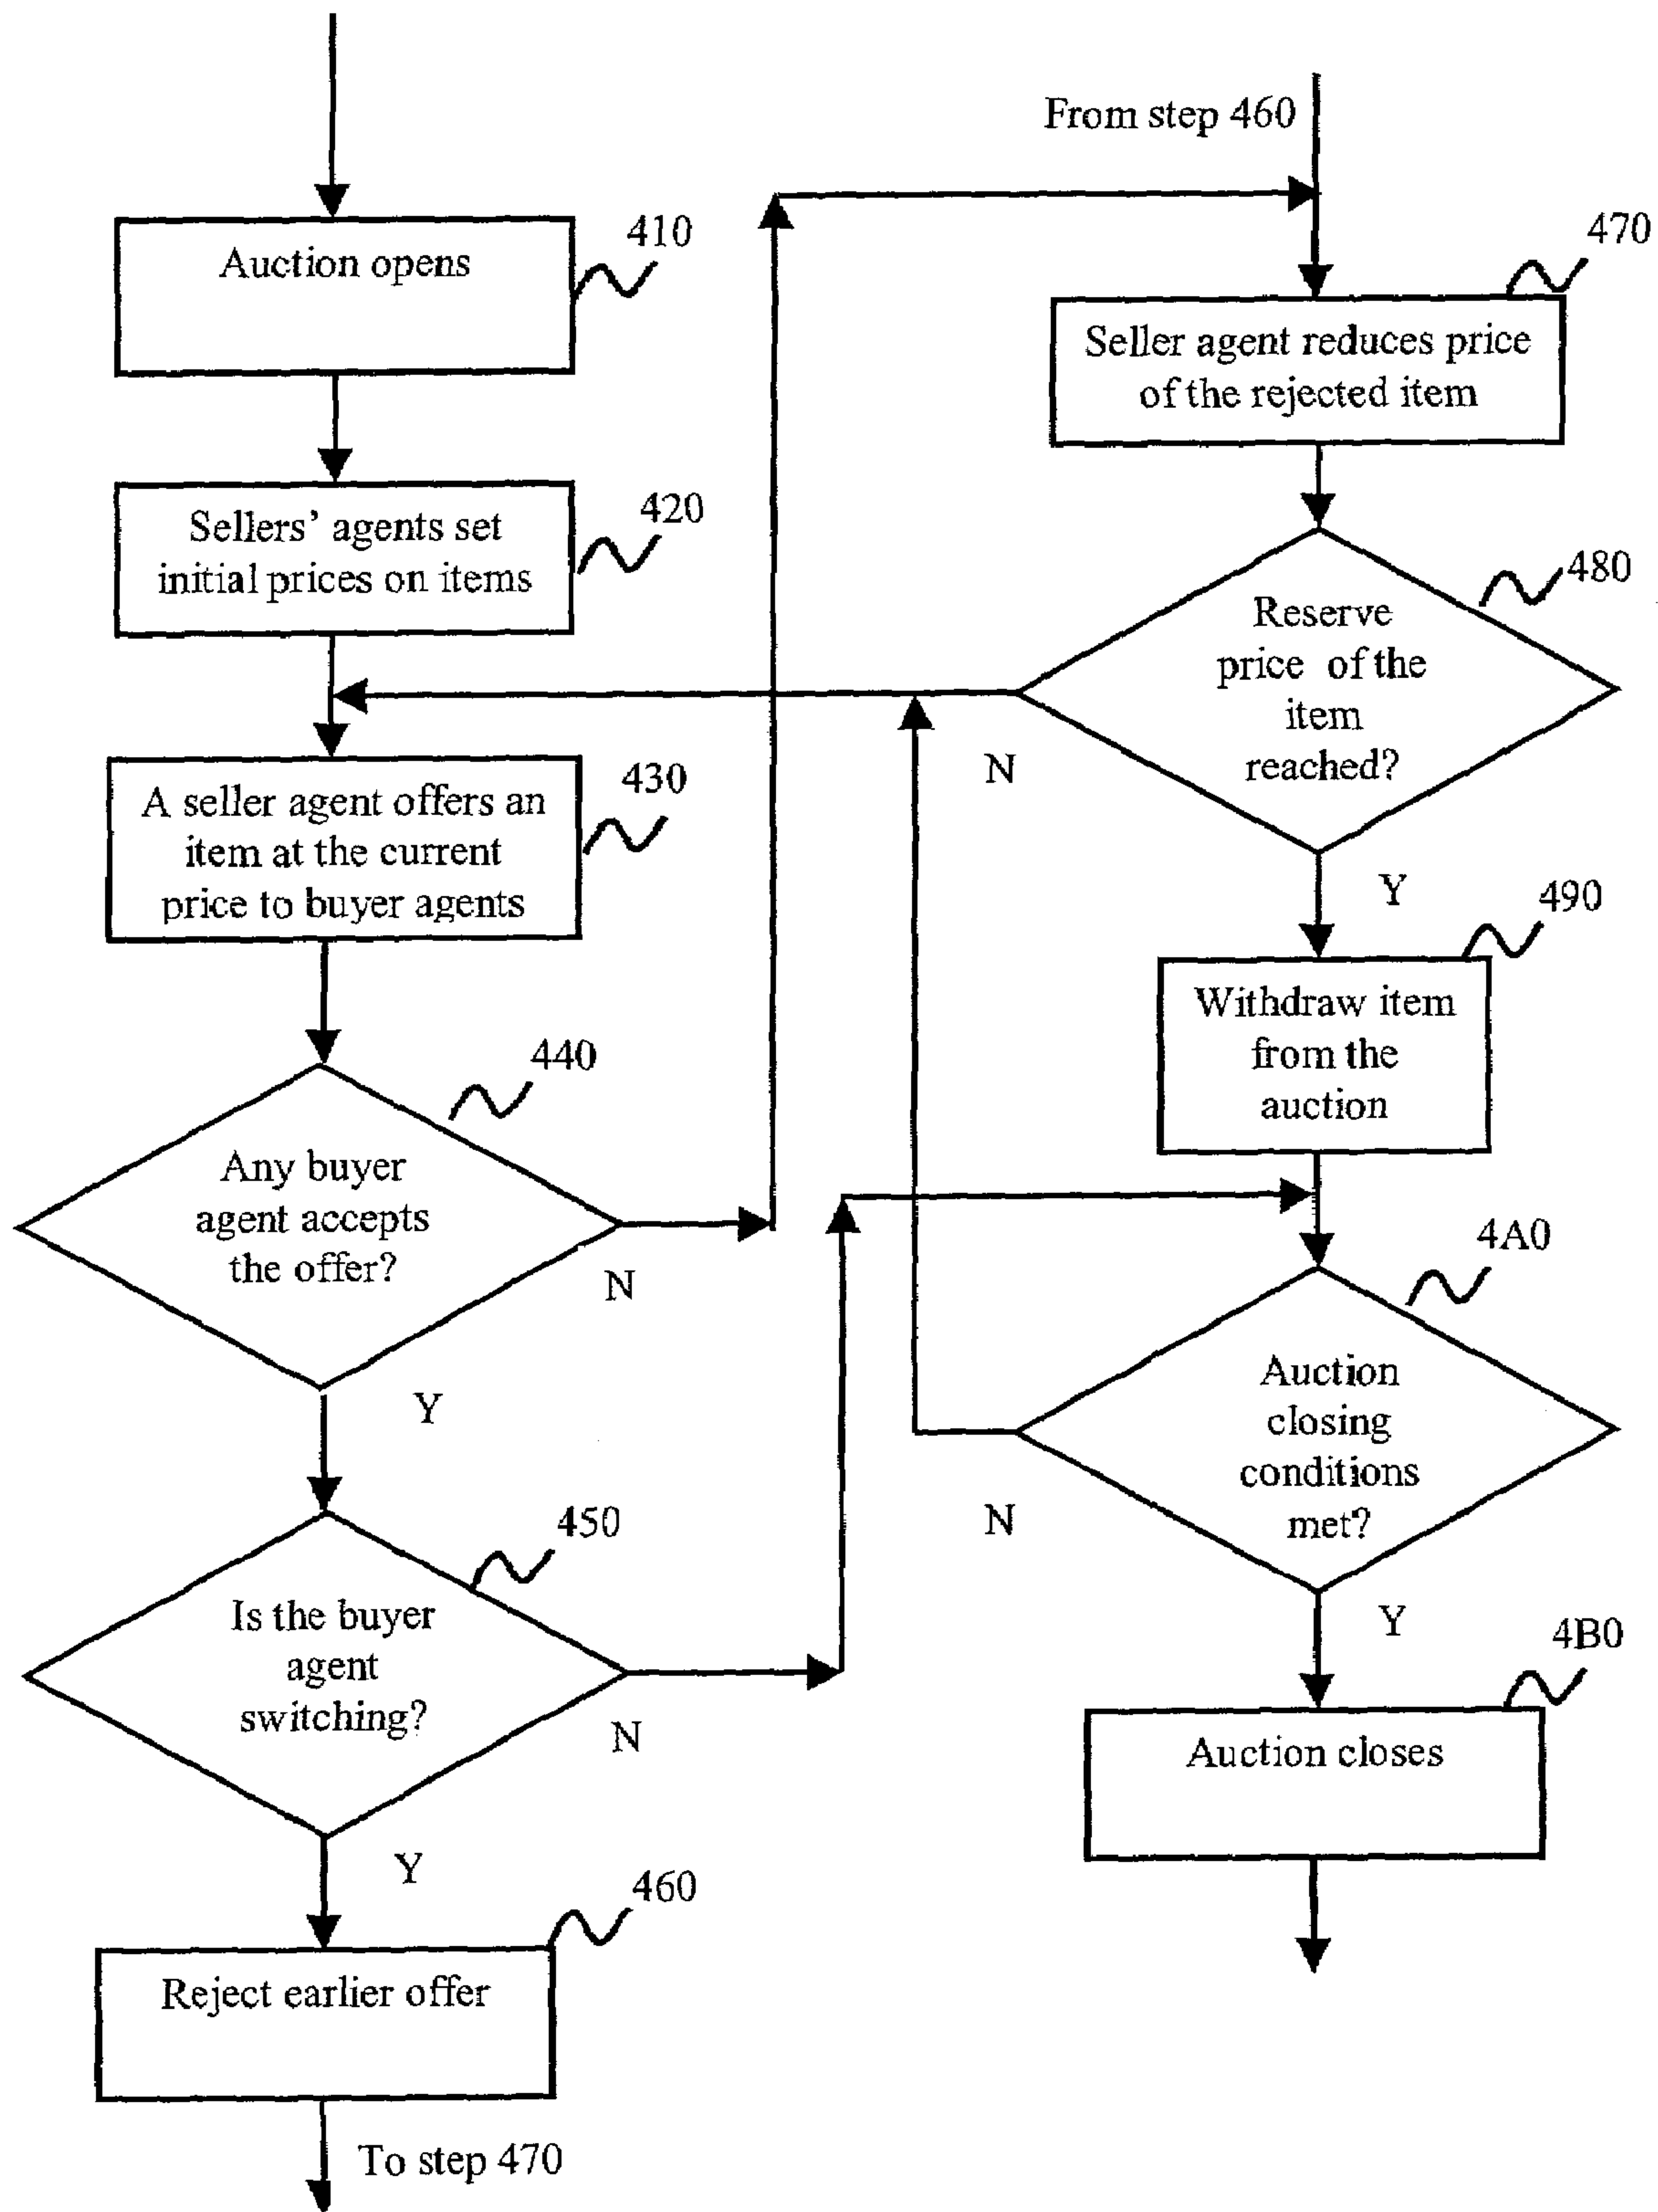 Auction opens
410
Sellers’ agents set
initial prices on items
420
A seller agent offers an
item at the current
price to buyer agents
430
Any buyer
agent accepts
the offer?
440
N
Y
Is the buyer
agent
switching?
450
N
Y
Reject earlier offer
460
To step 470
From step 460
Seller agent reduces price
of the rejected item
470
Reserve
price of the
item
reached?
480
N
Y
Withdraw item
from the
auction
490
Auction
closing
conditions
met?
4A0
N
Y
Auction closes
4B0